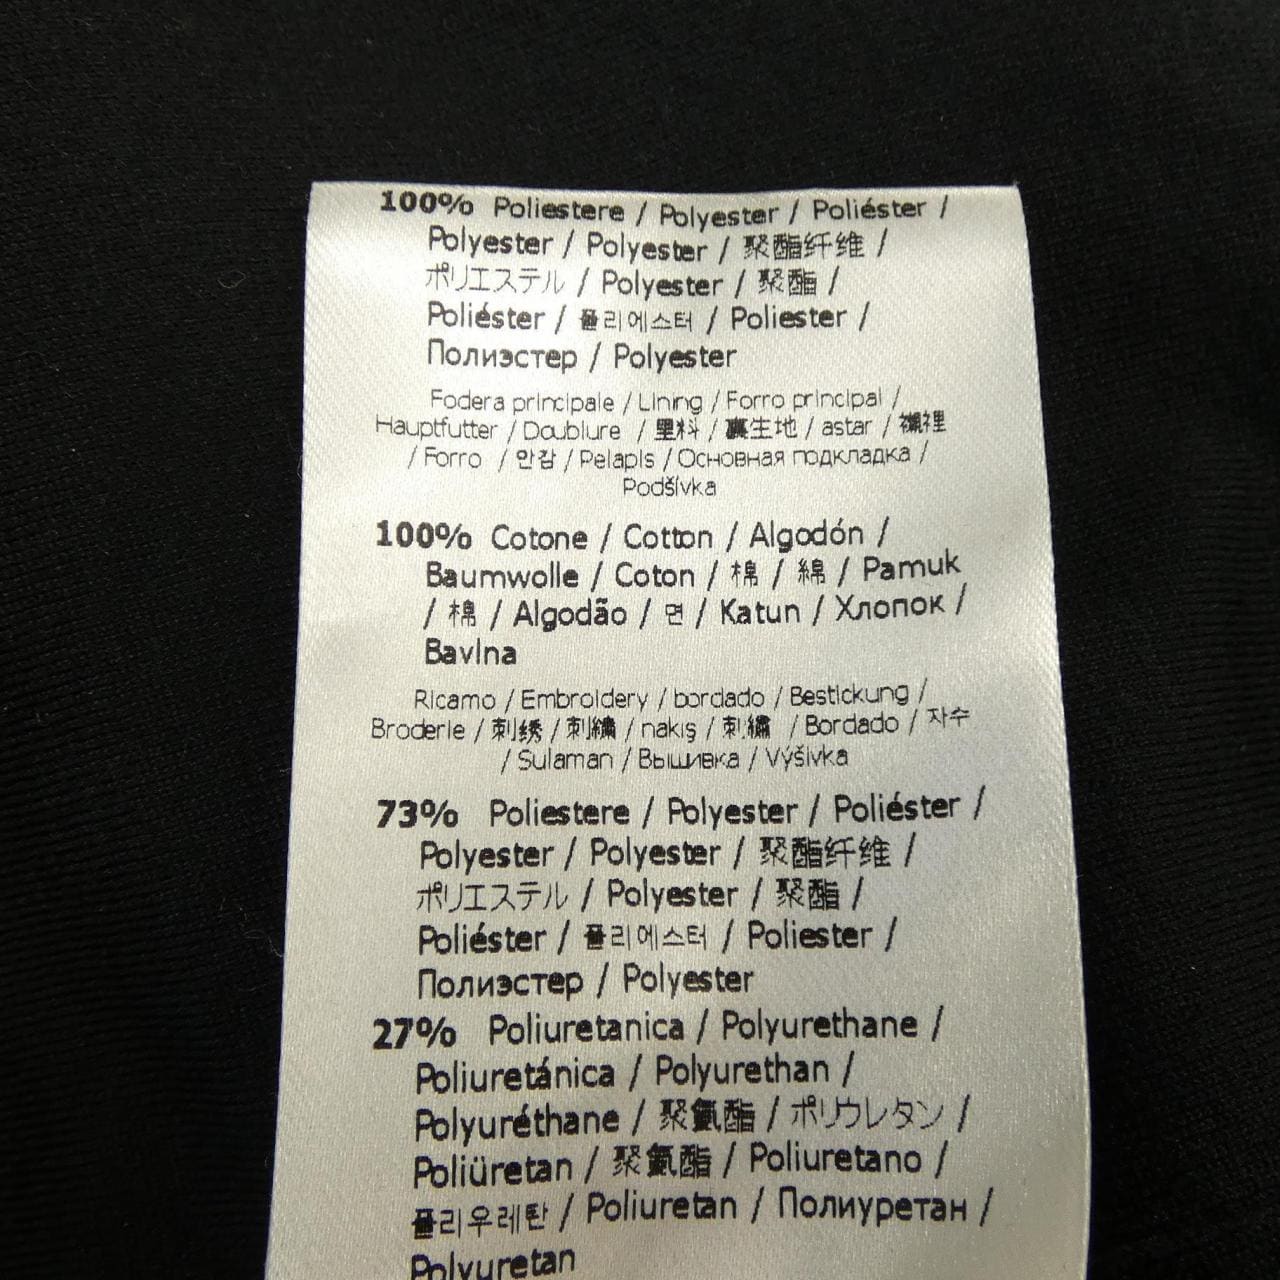 100% Poliestere / Polyester / Poliéster /
Polyester / Polyester / 聚酯纤维 /
ポリエステル / Polyester / 聚酯 /
Poliéster / 폴리에스터 / Poliester /
Полиэстер / Polyester
Fodera principale / Lining / Forro principal /
Hauptfutter / Doublure / 里料 / 裏生地 / astar / 襯裡
/ Forro / 안감 / Pelapis / Основная подкладка /
Podšívka
100% Cotone / Cotton / Algodón /
Baumwolle / Coton / 棉 / 綿 / Pamuk
/ 棉 / Algodão / 면 / Katun / Хлопок /
Bavlna
Ricamo / Embroidery / bordado / Bestickung /
Broderie / 刺绣 / 刺繍 / nakış / 刺繡 / Bordado / 자수
/ Sulaman / Вышивка / Výšivka
73% Poliestere / Polyester / Poliéster /
Polyester / Polyester / 聚酯纤维 /
ポリエステル / Polyester / 聚酯 /
Poliéster / 폴리에스터 / Poliester /
Полиэстер / Polyester
27% Poliuretanica / Polyurethane /
Poliuretánica / Polyurethan /
Polyuréthane / 聚氨酯 / ポリウレタン /
Poliüretan / 聚氨酯 / Poliuretano /
폴리우레탄 / Poliuretan / Полиуретан /
Polyuretan